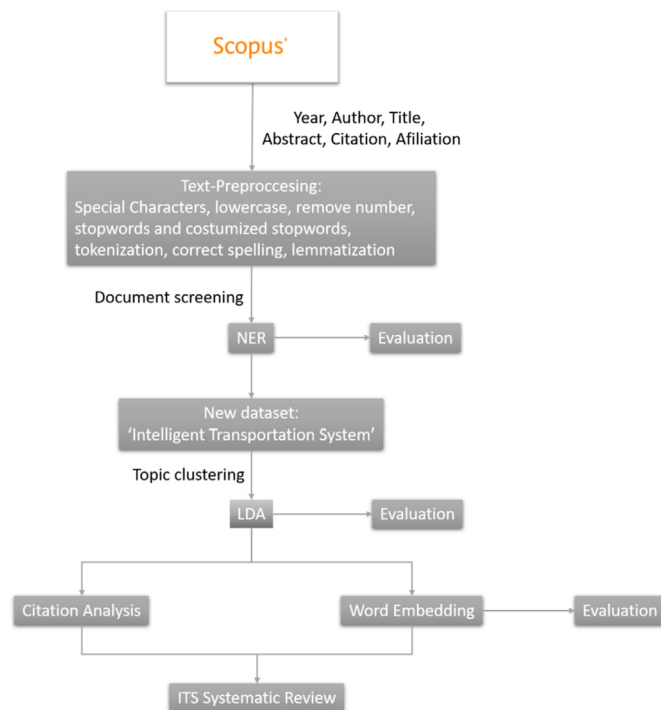 Scopus®
Year, Author, Title,
Abstract, Citation, Afiliation
Text-Preproccesing:
Special Characters, lowercase, remove number,
stopwords and costumized stopwords,
tokenization, correct spelling, lemmatization
Document screening
NER
Evaluation
New dataset:
‘Intelligent Transportation System’
Topic clustering
LDA
Evaluation
Citation Analysis
Word Embedding
Evaluation
ITS Systematic Review